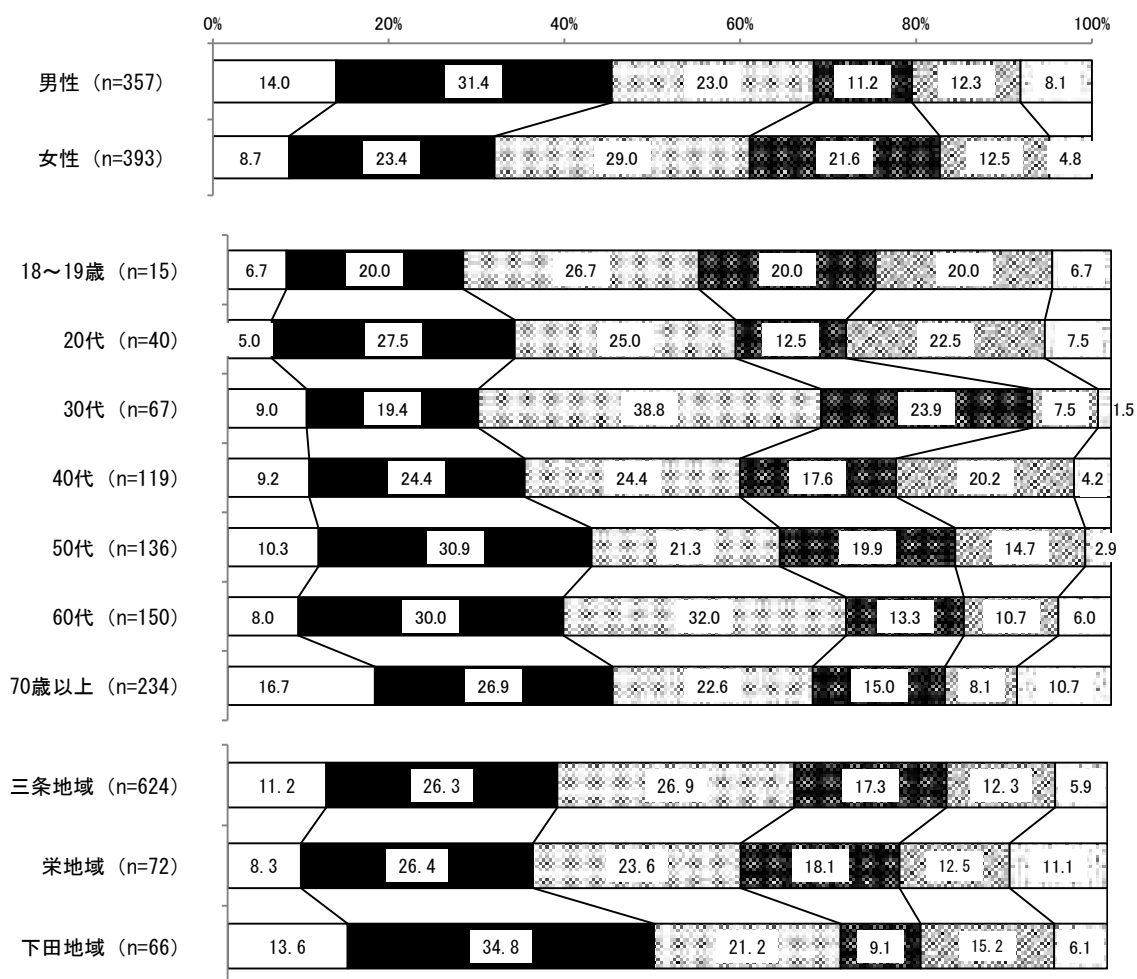 0% 20% 40% 60% 80% 100%
男性 (n=357) 14.0 31.4 23.0 11.2 12.3 8.1
女性 (n=393) 8.7 23.4 29.0 21.6 12.5 4.8
18～19歳 (n=15) 6.7 20.0 26.7 20.0 20.0 6.7
20代 (n=40) 5.0 27.5 25.0 12.5 22.5 7.5
30代 (n=67) 9.0 19.4 38.8 23.9 7.5 1.5
40代 (n=119) 9.2 24.4 24.4 17.6 20.2 4.2
50代 (n=136) 10.3 30.9 21.3 19.9 14.7 2.9
60代 (n=150) 8.0 30.0 32.0 13.3 10.7 6.0
70歳以上 (n=234) 16.7 26.9 22.6 15.0 8.1 10.7
三条地域 (n=624) 11.2 26.3 26.9 17.3 12.3 5.9
栄地域 (n=72) 8.3 26.4 23.6 18.1 12.5 11.1
下田地域 (n=66) 13.6 34.8 21.2 9.1 15.2 6.1